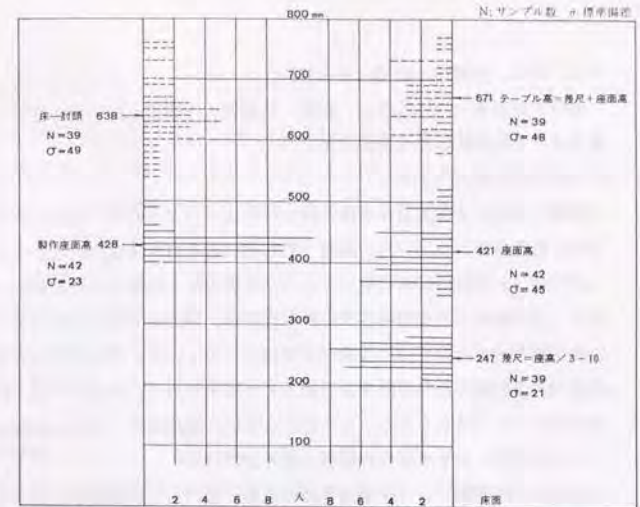 N: サンプル数 σ: 標準偏差
800mm
700
600
500
400
300
200
100
床—肘頭 638
N=39
σ=49
製作座面高 428
N=42
σ=23
671 テーブル高=差尺+座面高
N=39
σ=48
421 座面高
N=42
σ=45
247 差尺=座高/3-10
N=39
σ=21
2 4 6 8 人 8 6 4 2 床面